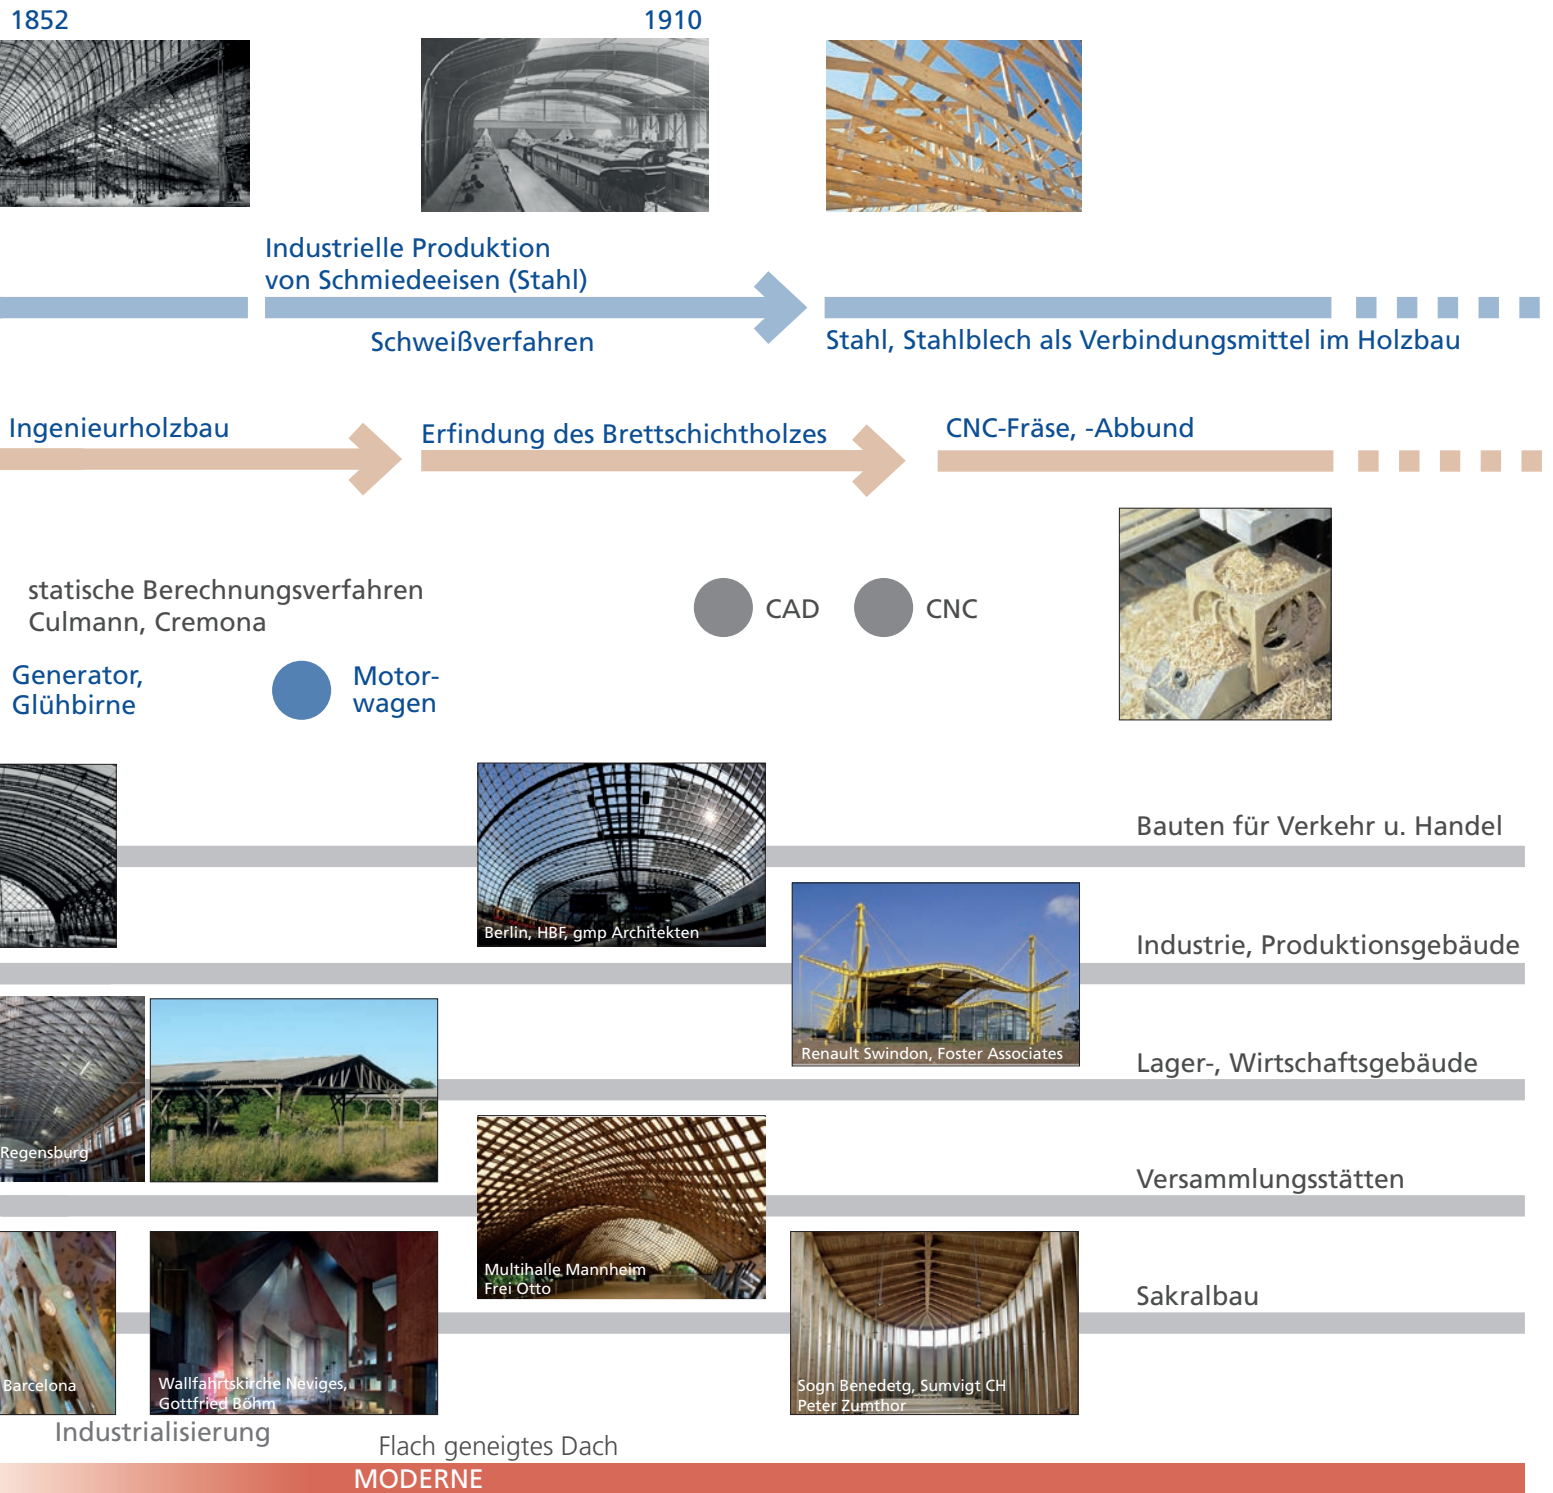 1852
1910
Industrielle Produktion
von Schmiedeeisen (Stahl)
Schweißverfahren
Stahl, Stahlblech als Verbindungsmittel im Holzbau
Ingenieurholzbau
Erfindung des Brettschichtholzes
CNC-Fräse, -Abbund
statische Berechnungsverfahren
Culmann, Cremona
CAD
CNC
Generator,
Glühbirne
Motor-
wagen
Bauten für Verkehr u. Handel
Berlin, HBF, gmp Architekten
Industrie, Produktionsgebäude
Renault Swindon, Foster Associates
Lager-, Wirtschaftsgebäude
Regensburg
Versammlungsstätten
Multihalle Mannheim
Frei Otto
Sakralbau
Barcelona
Wallfahrtskirche Neviges,
Gottfried Böhm
Sogn Benedetg, Sumvigt CH
Peter Zumthor
Industrialisierung
Flach geneigtes Dach
MODERNE